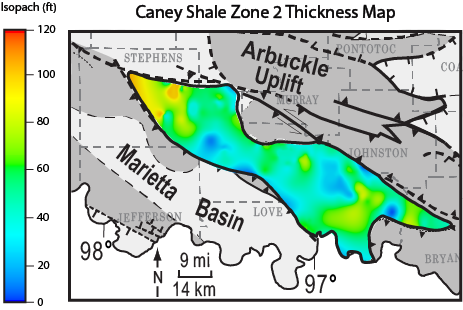 Isopach (ft)
Caney Shale Zone 2 Thickness Map
120
100
80
60
40
20
0
STEPHENS
PONTOTOC
COA
Arbuckle
Uplift
MURRAY
JOHNSTON
Marietta
Basin
JEFFERSON
LOVE
BRYAN
98°
97°
N
9 mi
14 km